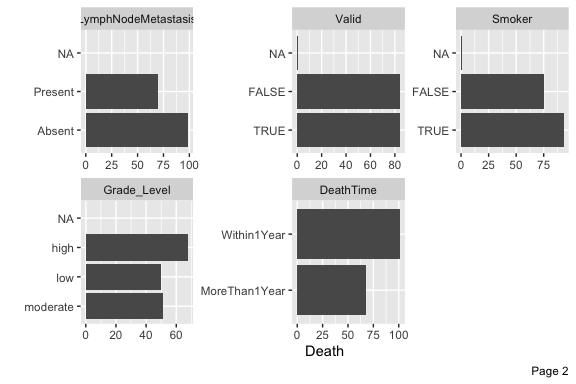 LymphNodeMetastasis
NA
Present
Absent
0 25 50 75 100
Valid
NA
FALSE
TRUE
0 20 40 60 80
Smoker
NA
FALSE
TRUE
0 25 50 75
Grade_Level
NA
high
low
moderate
0 20 40 60
DeathTime
Within1Year
MoreThan1Year
0 25 50 75 100
Death
Page 2